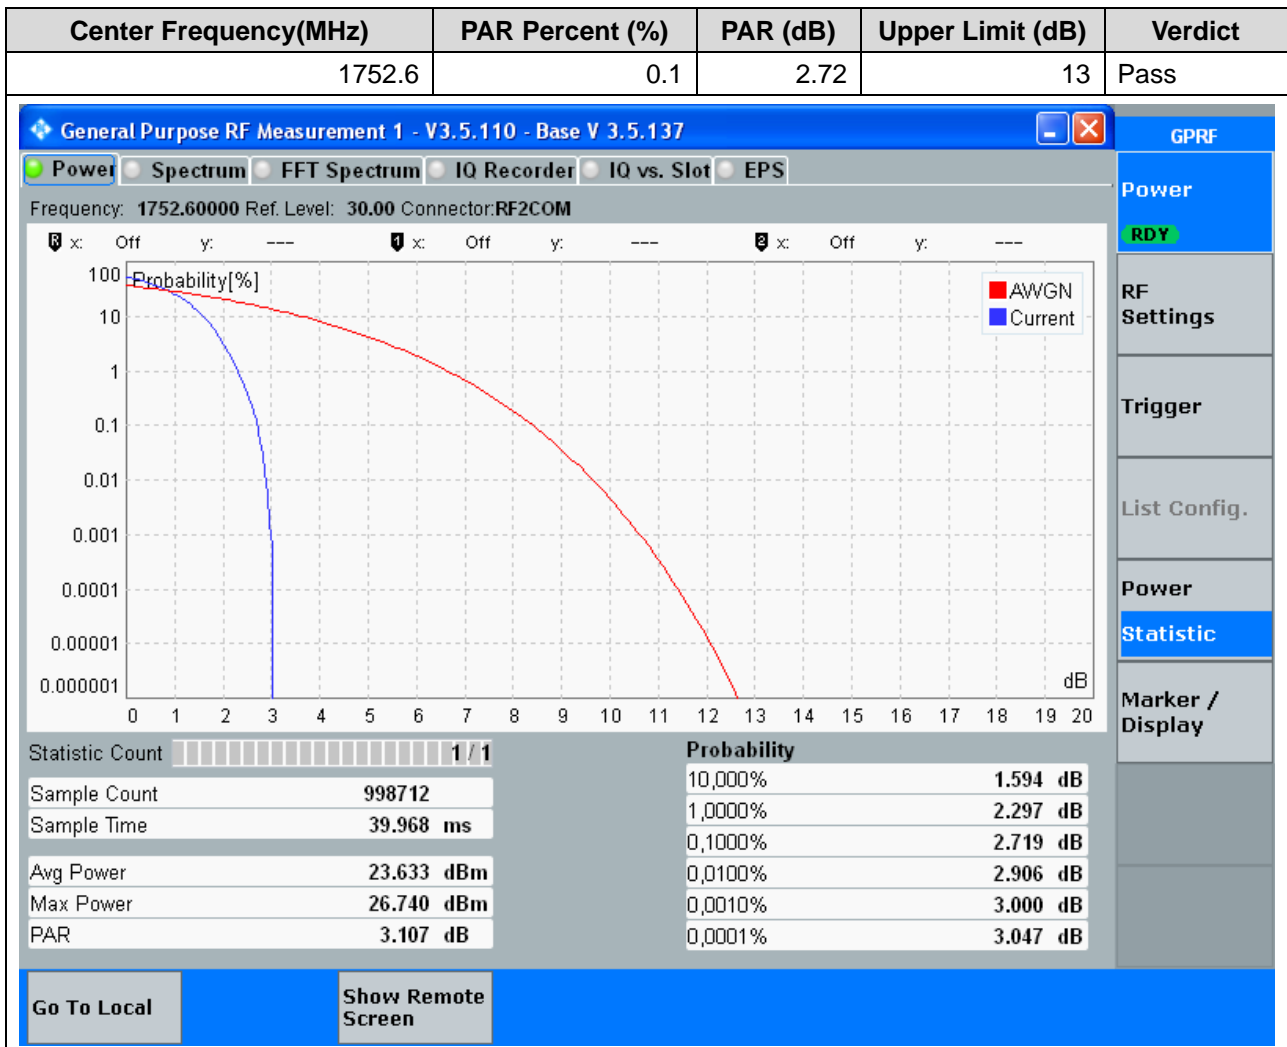 Center Frequency(MHz) PAR Percent (%) PAR (dB) Upper Limit (dB) Verdict
1752.6 0.1 2.72 13 Pass
General Purpose RF Measurement 1 - V3.5.110 - Base V 3.5.137
GPRF
Power Spectrum FFT Spectrum IQ Recorder IQ vs. Slot EPS
Frequency: 1752.60000 Ref. Level: 30.00 Connector:RF2COM
R x: Off y: --- 1 x: Off y: --- 2 x: Off y: ---
Probability[%]
AWGN
Current
100
10
1
0.1
0.01
0.001
0.0001
0.00001
0.000001
dB
0 1 2 3 4 5 6 7 8 9 10 11 12 13 14 15 16 17 18 19 20
Statistic Count 1 / 1
Sample Count 998712
Sample Time 39.968 ms
Avg Power 23.633 dBm
Max Power 26.740 dBm
PAR 3.107 dB
Probability
10,000% 1.594 dB
1,0000% 2.297 dB
0,1000% 2.719 dB
0,0100% 2.906 dB
0,0010% 3.000 dB
0,0001% 3.047 dB
Power
RDY
RF
Settings
Trigger
List Config.
Power
Statistic
Marker /
Display
Go To Local
Show Remote
Screen